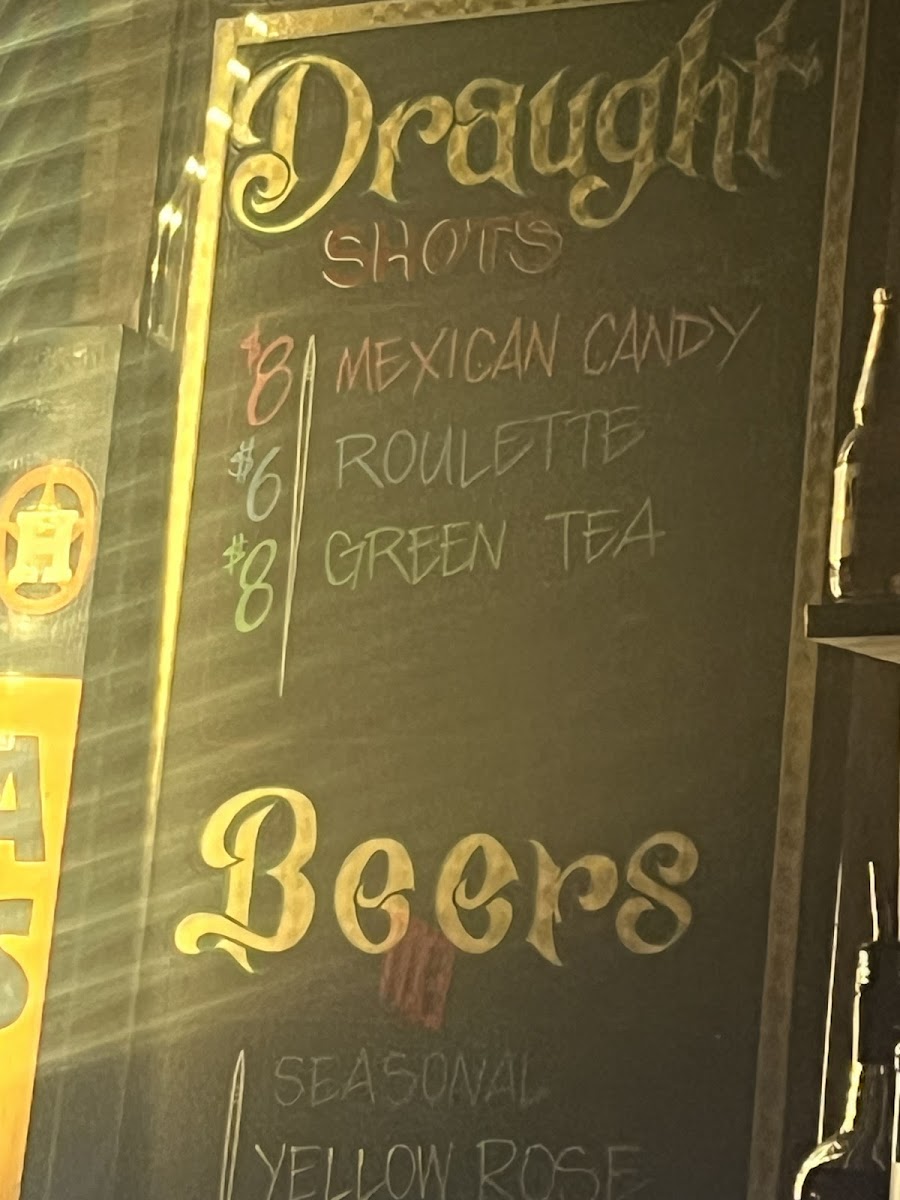 Draught
SHOTS
$8 MEXICAN CANDY
$6 ROULETTE
$8 GREEN TEA
H
A
Beers
SEASONAL
YELLOW ROSE